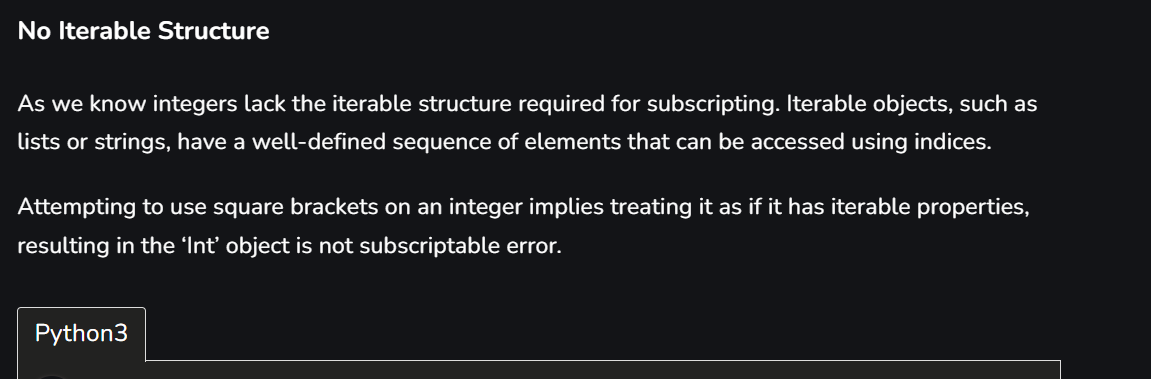 No Iterable Structure
As we know integers lack the iterable structure required for subscripting. Iterable objects, such as
lists or strings, have a well-defined sequence of elements that can be accessed using indices.
Attempting to use square brackets on an integer implies treating it as if it has iterable properties,
resulting in the ‘Int’ object is not subscriptable error.
Python3